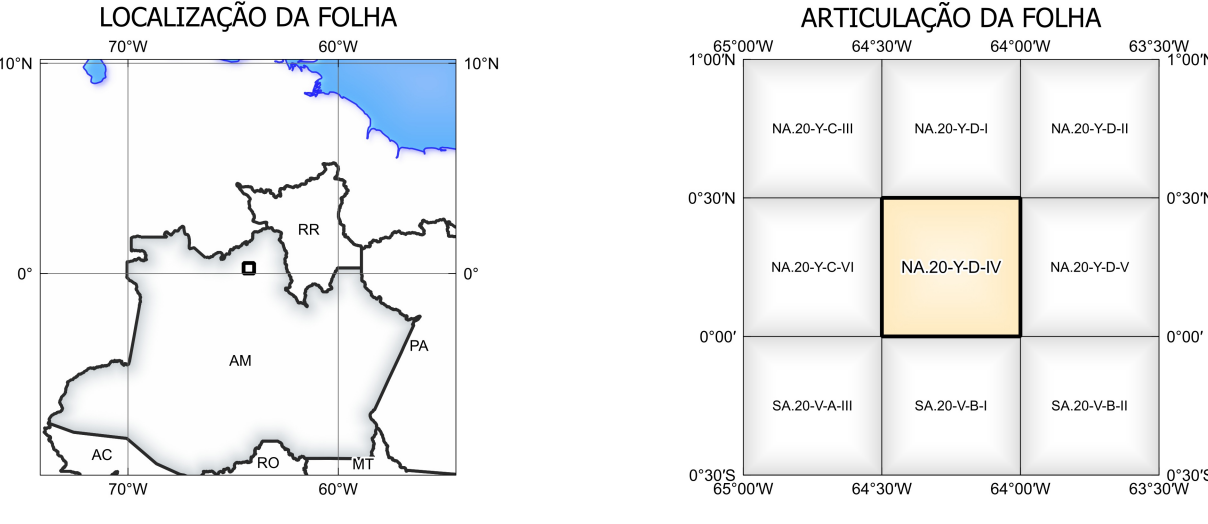 LOCALIZAÇÃO DA FOLHA
70°W 60°W
10°N 10°N
RR
0° 0°
AM
PA
AC
RO
MT
70°W 60°W
ARTICULAÇÃO DA FOLHA
65°00′W 64°30′W 64°00′W 63°30′W
1°00′N 1°00′N
NA.20-Y-C-III NA.20-Y-D-I NA.20-Y-D-II
0°30′N 0°30′N
NA.20-Y-C-VI NA.20-Y-D-IV NA.20-Y-D-V
0°00′ 0°00′
SA.20-V-A-III SA.20-V-B-I SA.20-V-B-II
0°30′S 0°30′S
65°00′W 64°30′W 64°00′W 63°30′W